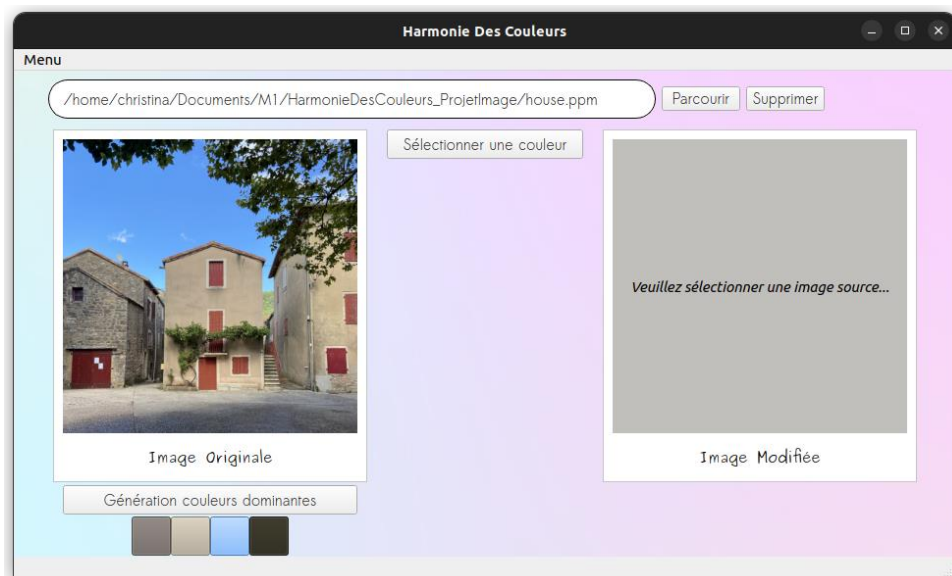 Harmonie Des Couleurs
Menu
/home/christina/Documents/M1/HarmonieDesCouleurs_ProjetImage/house.ppm
Parcourir
Supprimer
Sélectionner une couleur
Veuillez sélectionner une image source...
Image Originale
Image Modifiée
Génération couleurs dominantes